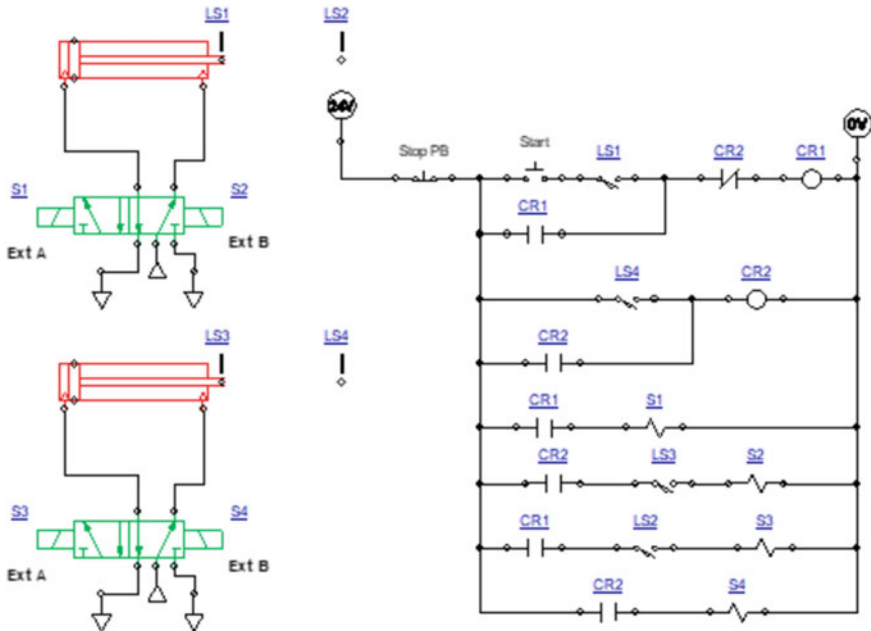 LS1 LS2
24V
0V
Stop PB Start LS1 CR2 CR1
S1 S2
CR1
Ext A Ext B
LS4 CR2
LS3 LS4
CR2
CR1 S1
CR2 LS3 S2
S3 S4
CR1 LS2 S3
Ext A Ext B
CR2 S4